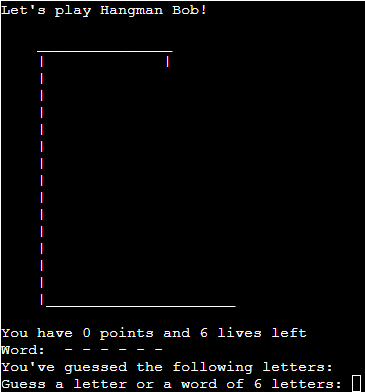 Let's play Hangman Bob!
You have 0 points and 6 lives left
Word:  - - - - - -
You've guessed the following letters:
Guess a letter or a word of 6 letters: